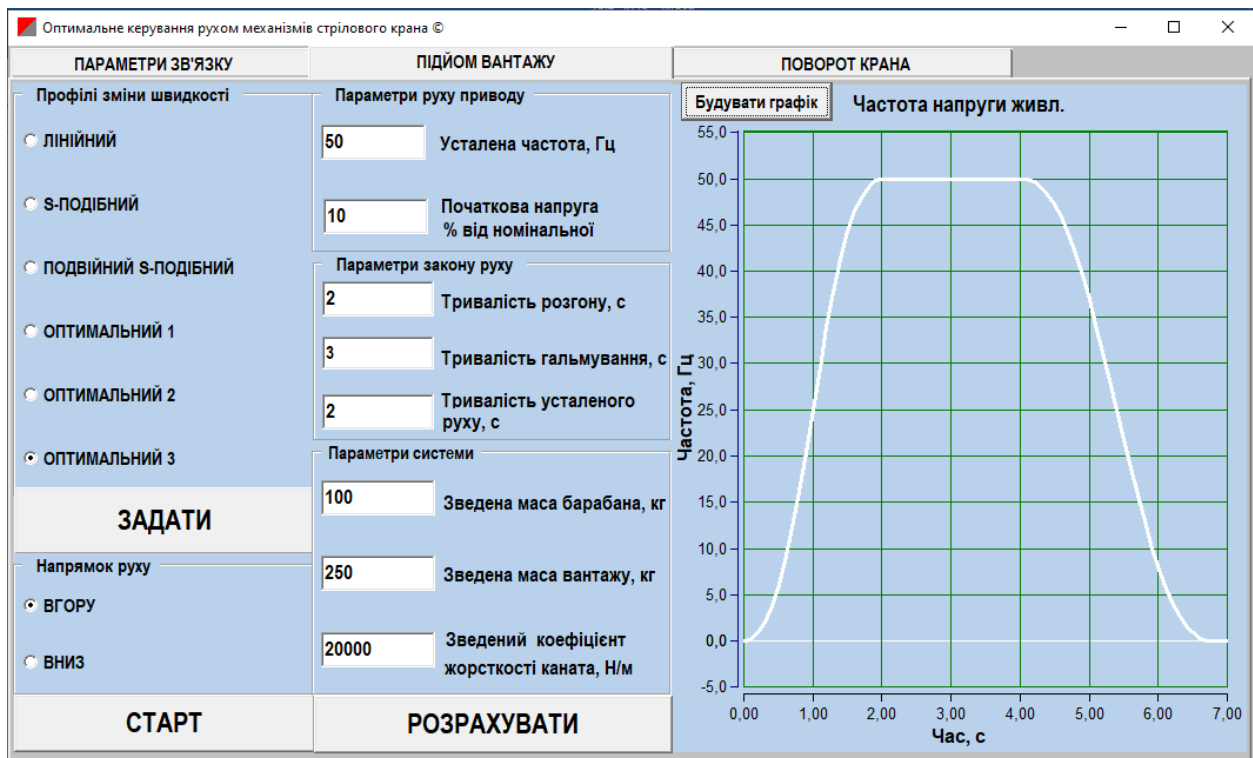 Оптимальне керування рухом механізмів стрілового крана ©
ПАРАМЕТРИ ЗВ'ЯЗКУ
ПІДЙОМ ВАНТАЖУ
ПОВОРОТ КРАНА
Профілі зміни швидкості
ЛІНІЙНИЙ
S-ПОДІБНИЙ
ПОДВІЙНИЙ S-ПОДІБНИЙ
ОПТИМАЛЬНИЙ 1
ОПТИМАЛЬНИЙ 2
ОПТИМАЛЬНИЙ 3
ЗАДАТИ
Напрямок руху
ВГОРУ
ВНИЗ
СТАРТ
Параметри руху приводу
50 Усталена частота, Гц
10 Початкова напруга
% від номінальної
Параметри закону руху
2 Тривалість розгону, с
3 Тривалість гальмування, с
2 Тривалість усталеного
руху, с
Параметри системи
100 Зведена маса барабана, кг
250 Зведена маса вантажу, кг
20000 Зведений коефіцієнт
жорсткості каната, Н/м
РОЗРАХУВАТИ
Будувати графік
Частота напруги живл.
55,0
50,0
45,0
40,0
35,0
30,0
25,0
20,0
15,0
10,0
5,0
0,0
-5,0
Частота, Гц
0,00 1,00 2,00 3,00 4,00 5,00 6,00 7,00
Час, с